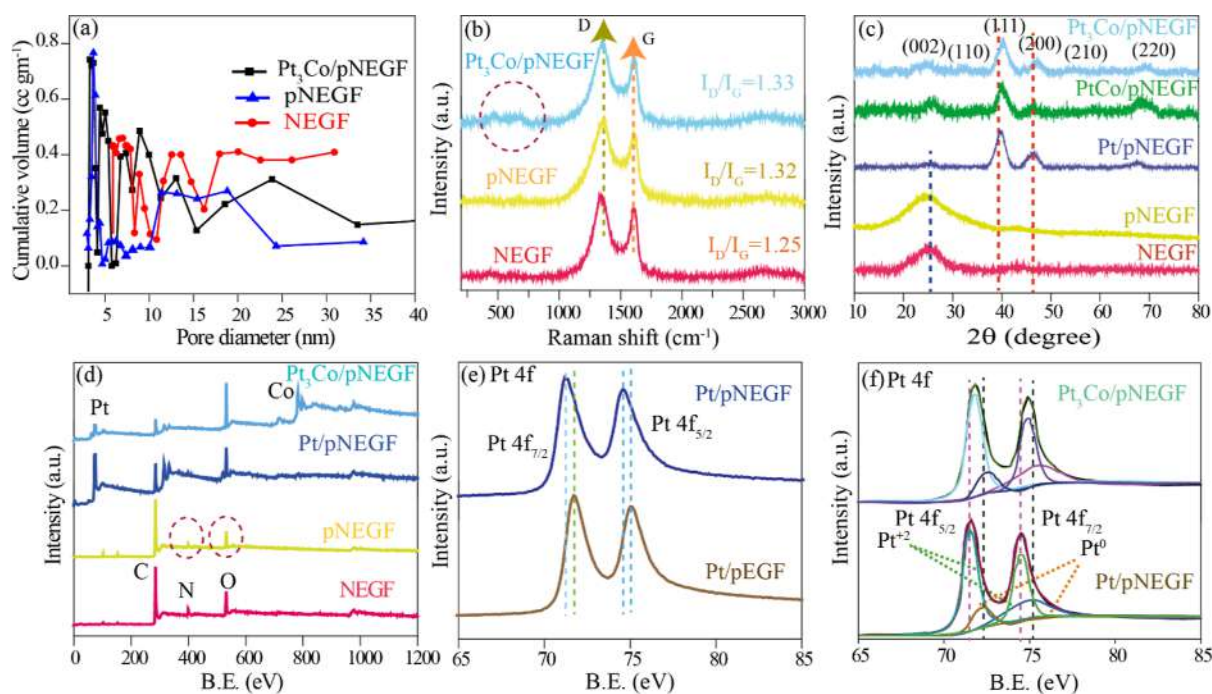 (a)
Cumulative volume (cc gm⁻¹)
0.8
0.6
0.4
0.2
0.0
Pt₃Co/pNEGF
pNEGF
NEGF
0 5 10 15 20 25 30 35 40
Pore diameter (nm)
(b)
Intensity (a.u.)
D
G
Pt₃Co/pNEGF
I_D/I_G=1.33
pNEGF
I_D/I_G=1.32
NEGF
I_D/I_G=1.25
500 1000 1500 2000 2500 3000
Raman shift (cm⁻¹)
(c)
Intensity (a.u.)
(002) (110) (111) (200) (210) (220)
Pt₃Co/pNEGF
PtCo/pNEGF
Pt/pNEGF
pNEGF
NEGF
10 20 30 40 50 60 70 80
2θ (degree)
(d)
Intensity (a.u.)
Pt₃Co/pNEGF
Pt
Co
Pt/pNEGF
pNEGF
C
N
O
NEGF
0 200 400 600 800 1000 1200
B.E. (eV)
(e) Pt 4f
Intensity (a.u.)
Pt/pNEGF
Pt 4f₇/₂
Pt 4f₅/₂
Pt/pEGF
65 70 75 80 85
B.E. (eV)
(f) Pt 4f
Intensity (a.u.)
Pt₃Co/pNEGF
Pt 4f₅/₂
Pt 4f₇/₂
Pt⁺²
Pt⁰
Pt/pNEGF
65 70 75 80 85
B.E. (eV)